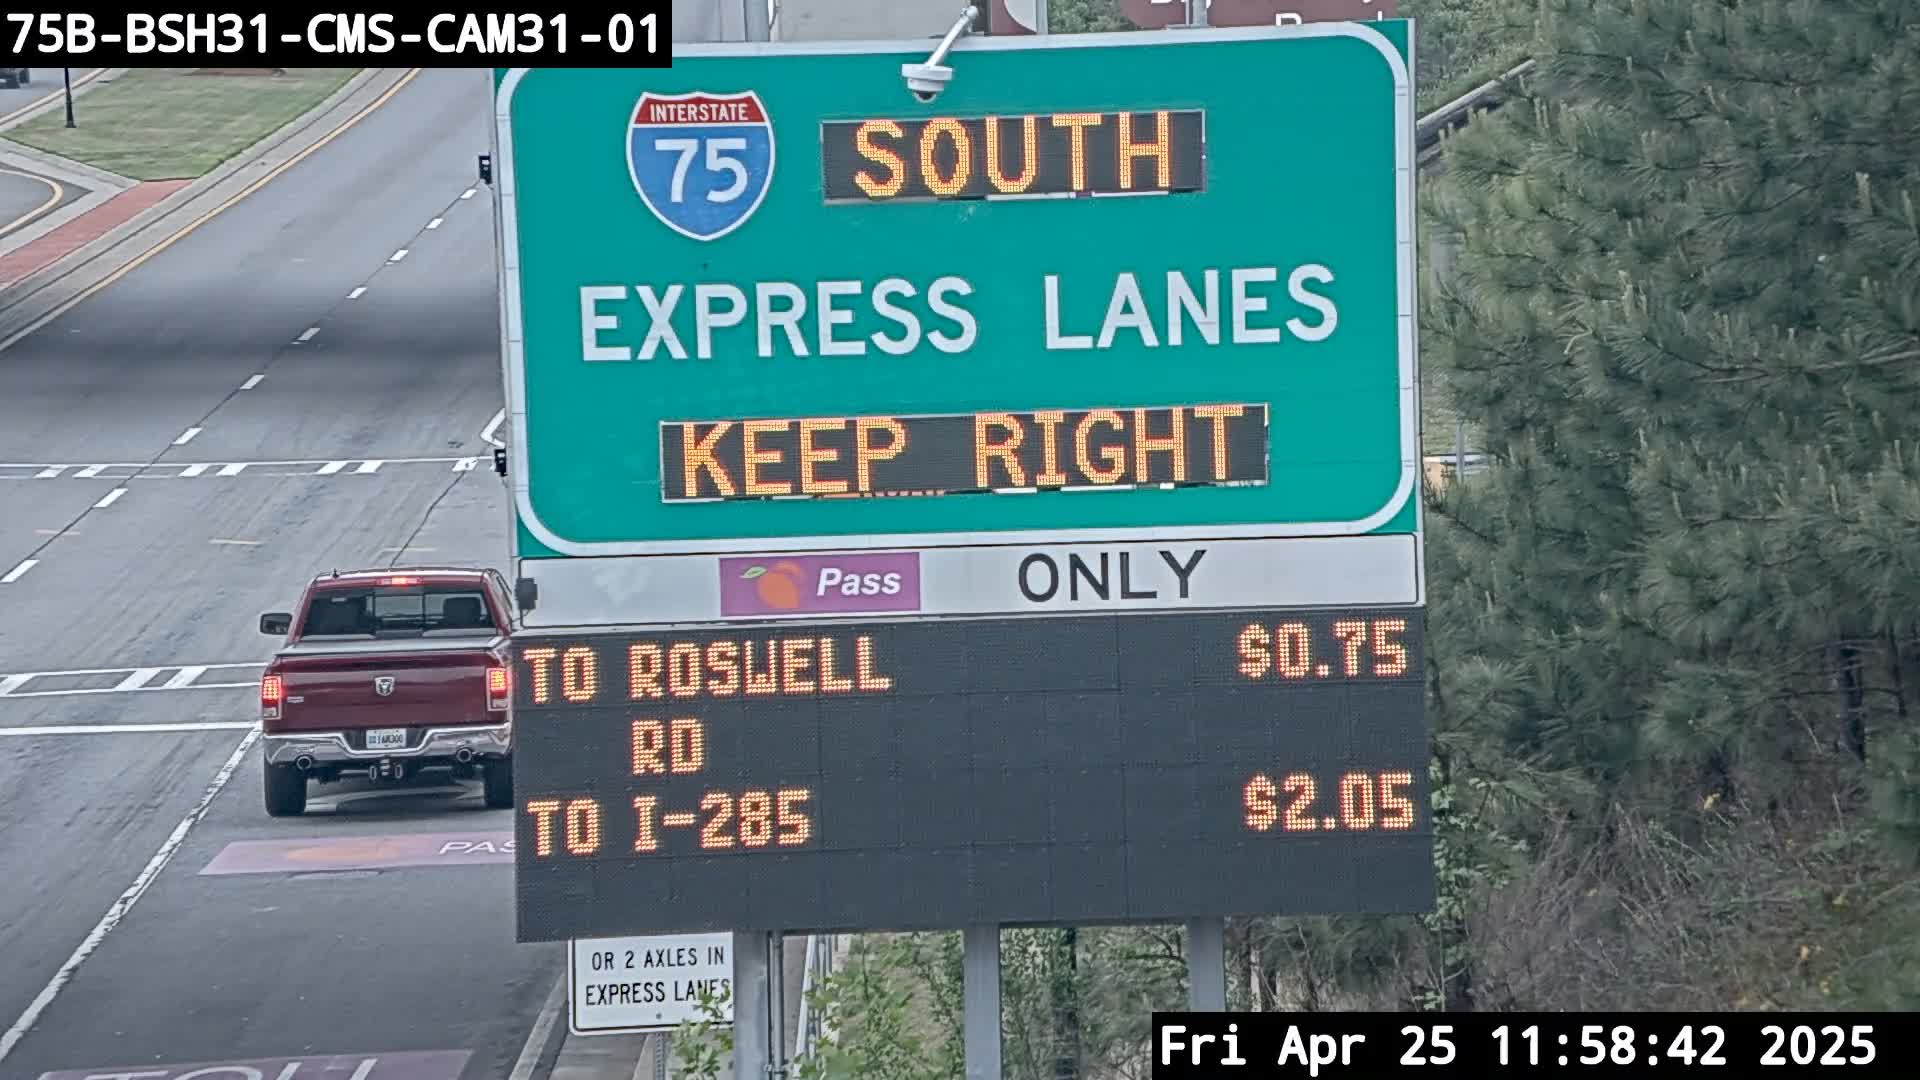 75B-BSH31-CMS-CAM31-01
INTERSTATE
75
SOUTH
EXPRESS LANES
KEEP RIGHT
Pass
ONLY
TO ROSWELL $0.75
RD
TO I-285 $2.05
OR 2 AXLES IN
EXPRESS LANES
Fri Apr 25 11:58:42 2025